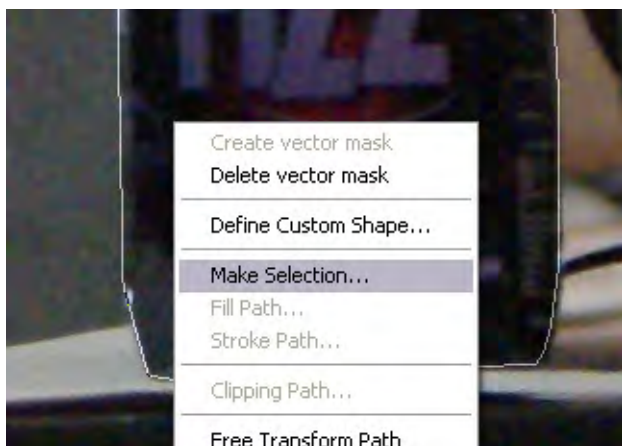 Create vector mask
Delete vector mask
Define Custom Shape...
Make Selection...
Fill Path...
Stroke Path...
Clipping Path...
Free Transform Path